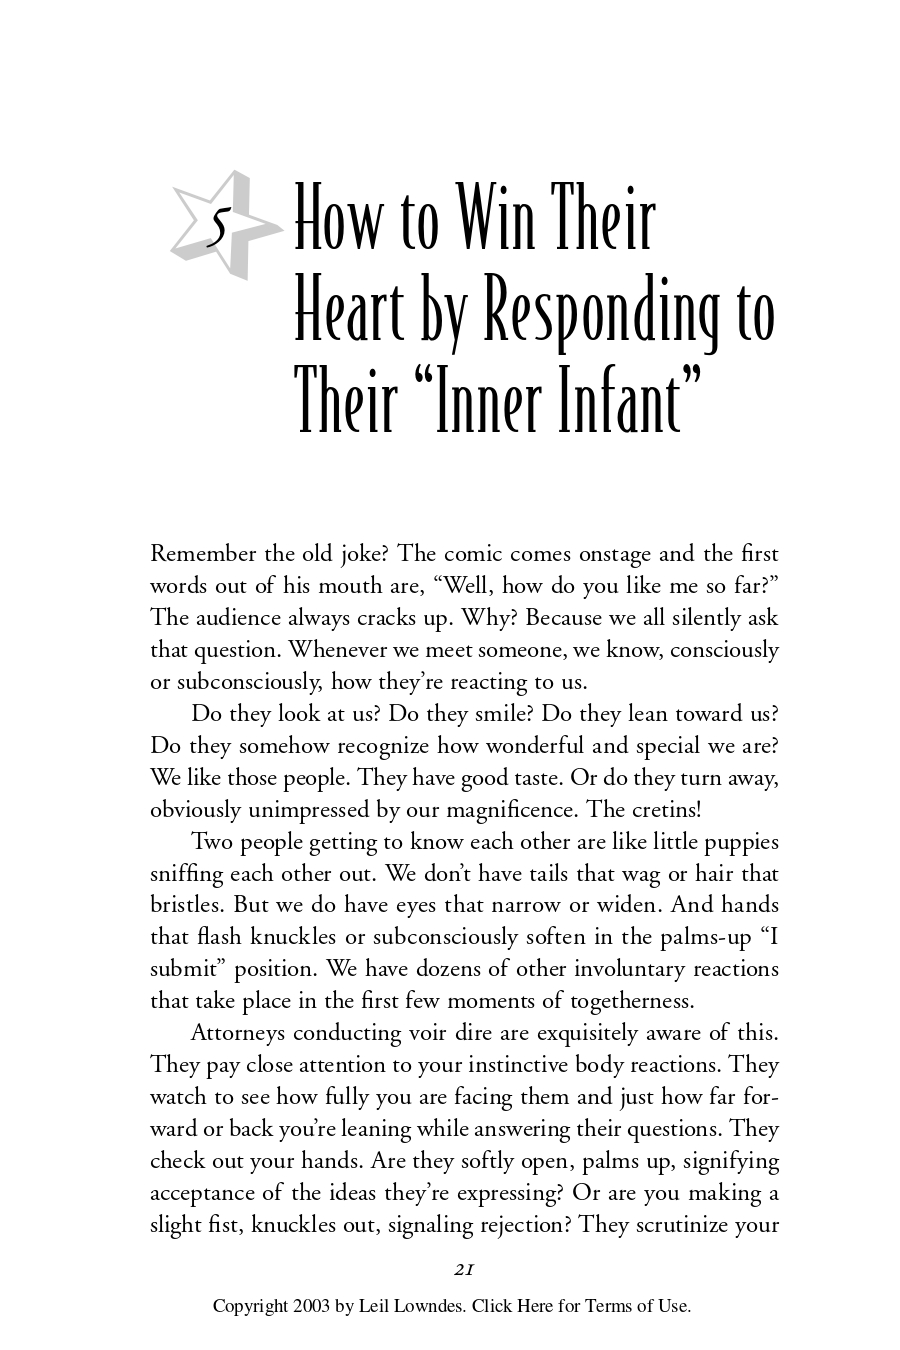 5
How to Win Their
Heart by Responding to
Their “Inner Infant”
Remember the old joke? The comic comes onstage and the first
words out of his mouth are, “Well, how do you like me so far?”
The audience always cracks up. Why? Because we all silently ask
that question. Whenever we meet someone, we know, consciously
or subconsciously, how they’re reacting to us.
Do they look at us? Do they smile? Do they lean toward us?
Do they somehow recognize how wonderful and special we are?
We like those people. They have good taste. Or do they turn away,
obviously unimpressed by our magnificence. The cretins!
Two people getting to know each other are like little puppies
sniffing each other out. We don’t have tails that wag or hair that
bristles. But we do have eyes that narrow or widen. And hands
that flash knuckles or subconsciously soften in the palms-up “I
submit” position. We have dozens of other involuntary reactions
that take place in the first few moments of togetherness.
Attorneys conducting voir dire are exquisitely aware of this.
They pay close attention to your instinctive body reactions. They
watch to see how fully you are facing them and just how far for-
ward or back you’re leaning while answering their questions. They
check out your hands. Are they softly open, palms up, signifying
acceptance of the ideas they’re expressing? Or are you making a
slight fist, knuckles out, signaling rejection? They scrutinize your
21
Copyright 2003 by Leil Lowndes. Click Here for Terms of Use.